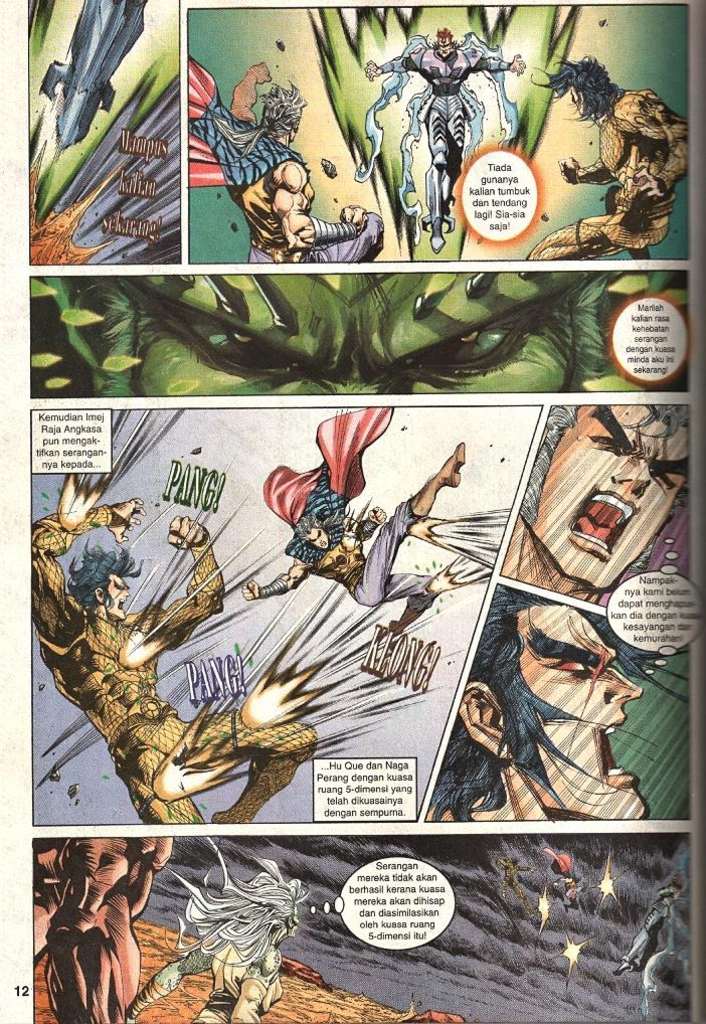 Mampus
kalian
sekarang!
Tiada
gunanya
kalian tumbuk
dan tendang
lagi! Sia-sia
saja!
Marilah
kalian rasa
kehebatan
serangan
dengan kuasa
minda aku ini
sekarang!
Kemudian Imej
Raja Angkasa
pun mengak-
tifkan serangan-
nya kepada...
PANG!
PANG!
KLONG!
Nampak-
nya kami belum
dapat menghapus-
kan dia dengan kuasa
kesayangan dan
kemurahan!
...Hu Que dan Naga
Perang dengan kuasa
ruang 5-dimensi yang
telah dikuasainya
dengan sempurna.
Serangan
mereka tidak akan
berhasil kerana kuasa
mereka akan dihisap
dan diasimilasikan
oleh kuasa ruang
5-dimensi itu!
12